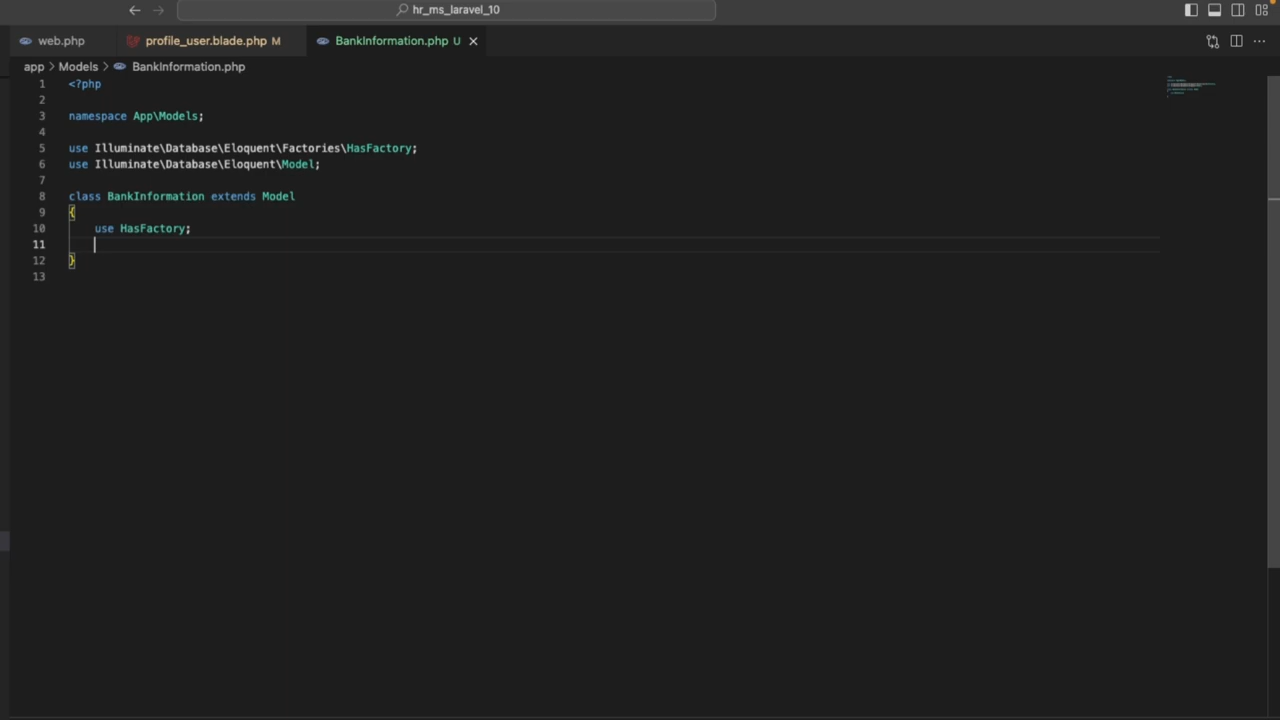 hr_ms_laravel_10
web.php
profile_user.blade.php M
BankInformation.php U
app > Models > BankInformation.php
1 <?php
2
3 namespace App\Models;
4
5 use Illuminate\Database\Eloquent\Factories\HasFactory;
6 use Illuminate\Database\Eloquent\Model;
7
8 class BankInformation extends Model
9 {
10 use HasFactory;
11
12 }
13